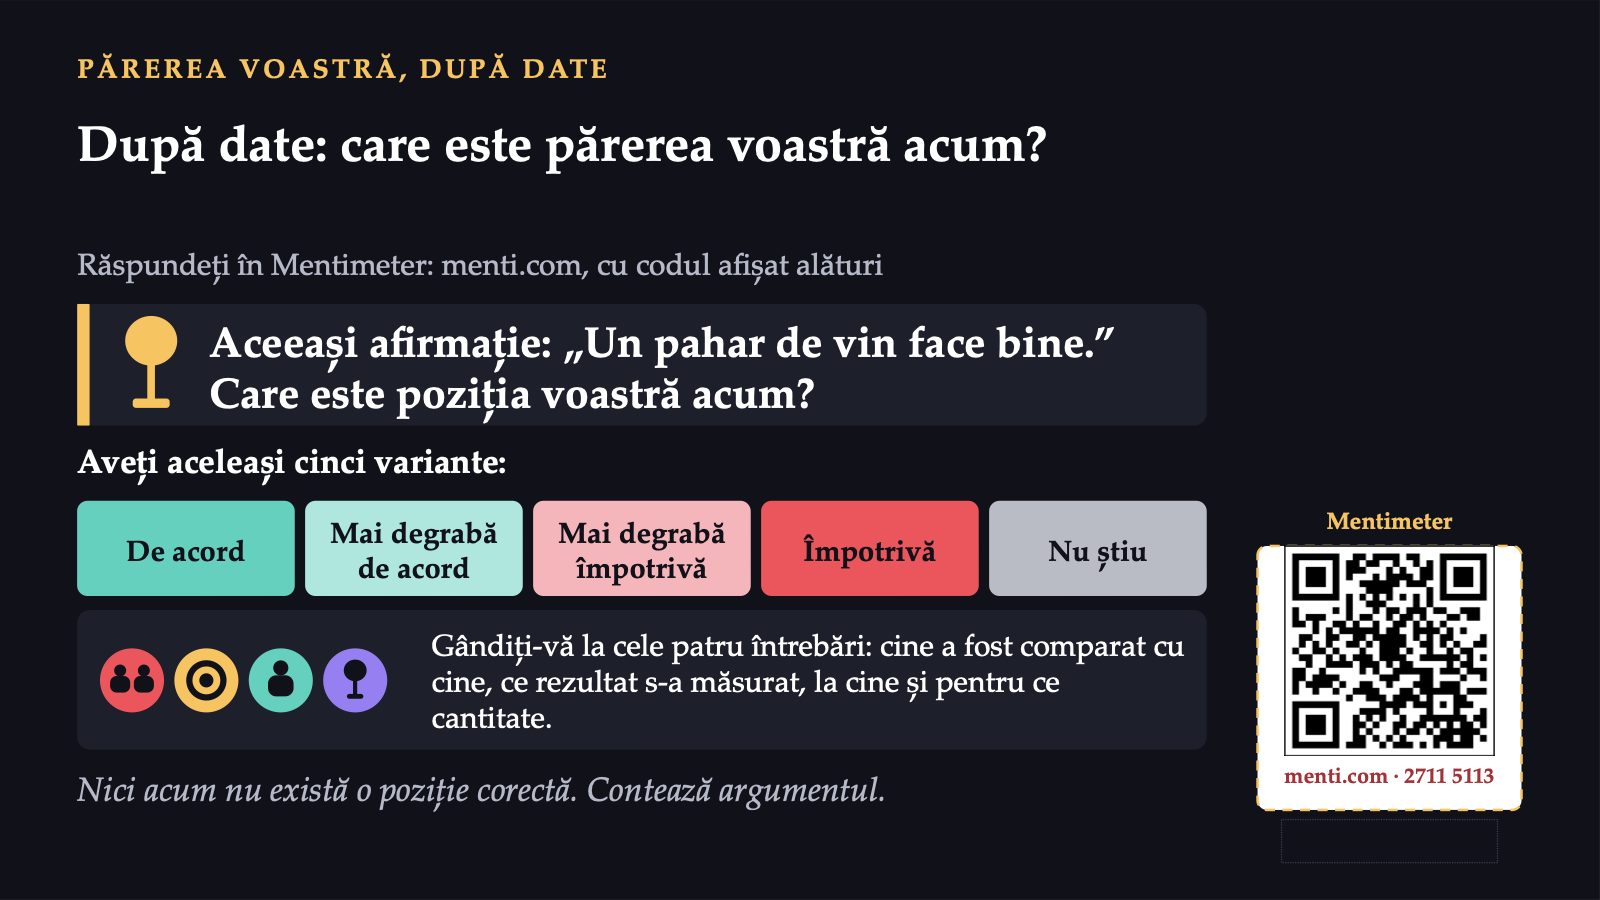 PĂREREA VOASTRĂ, DUPĂ DATE
După date: care este părerea voastră acum?
Răspundeți în Mentimeter: menti.com, cu codul afișat alături
Aceeași afirmație: „Un pahar de vin face bine.”
Care este poziția voastră acum?
Aveți aceleași cinci variante:
De acord
Mai degrabă
de acord
Mai degrabă
împotrivă
Împotrivă
Nu știu
Gândiți-vă la cele patru întrebări: cine a fost comparat cu
cine, ce rezultat s-a măsurat, la cine și pentru ce
cantitate.
Nici acum nu există o poziție corectă. Contează argumentul.
Mentimeter
menti.com · 2711 5113